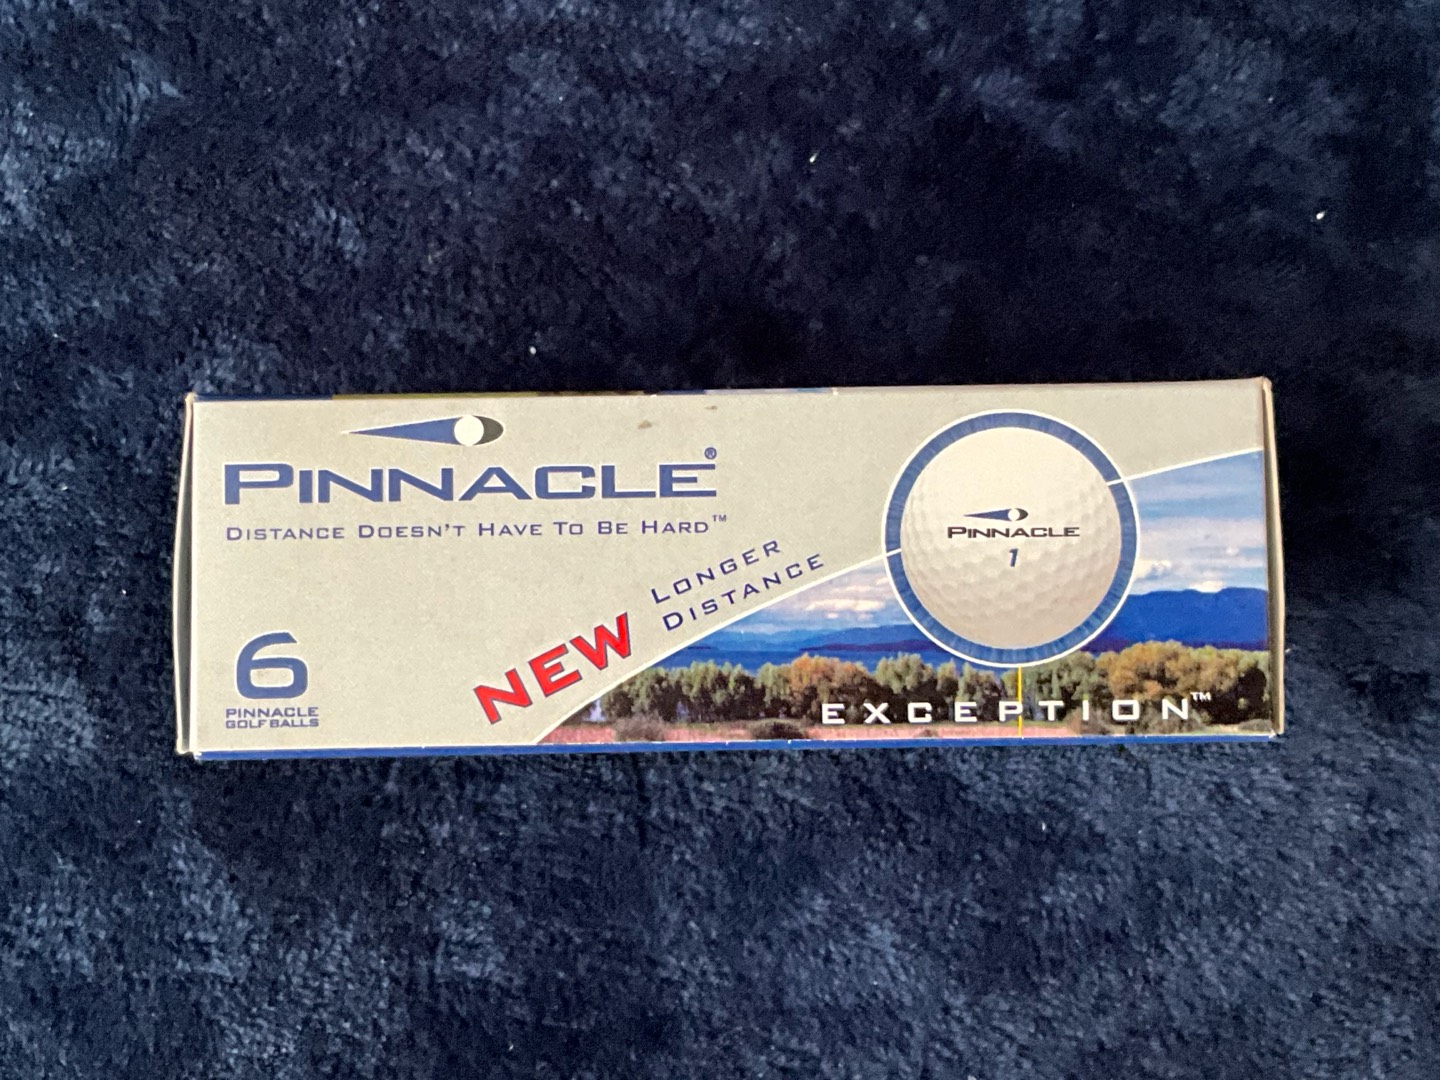 PINNACLE®
DISTANCE DOESN'T HAVE TO BE HARD™
NEW LONGER
DISTANCE
6
PINNACLE
GOLF BALLS
PINNACLE
1
EXCEPTION™